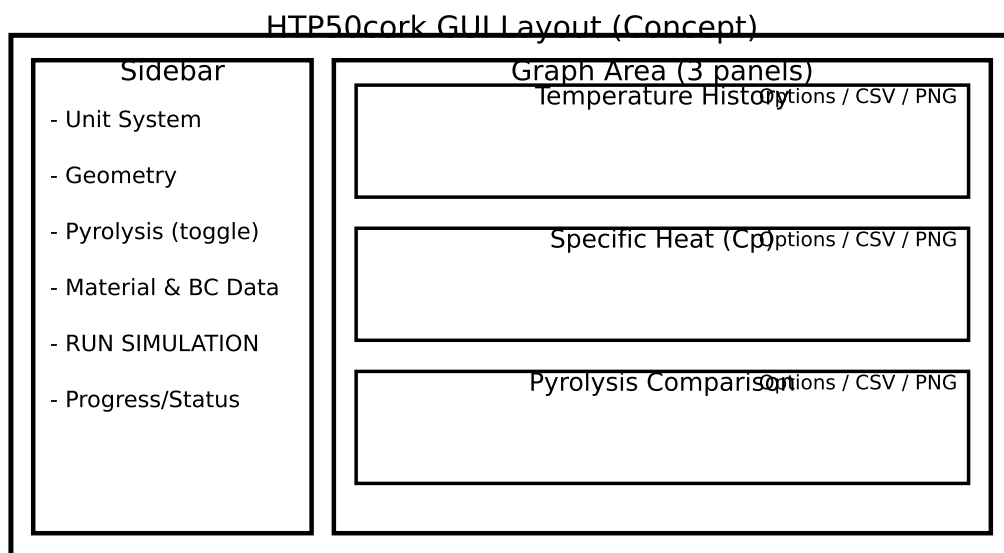 HTP50cork GUI Layout (Concept)
Sidebar
- Unit System
- Geometry
- Pyrolysis (toggle)
- Material & BC Data
- RUN SIMULATION
- Progress/Status
Graph Area (3 panels)
Temperature History
Options / CSV / PNG
Specific Heat (Cp)
Options / CSV / PNG
Pyrolysis Comparison
Options / CSV / PNG